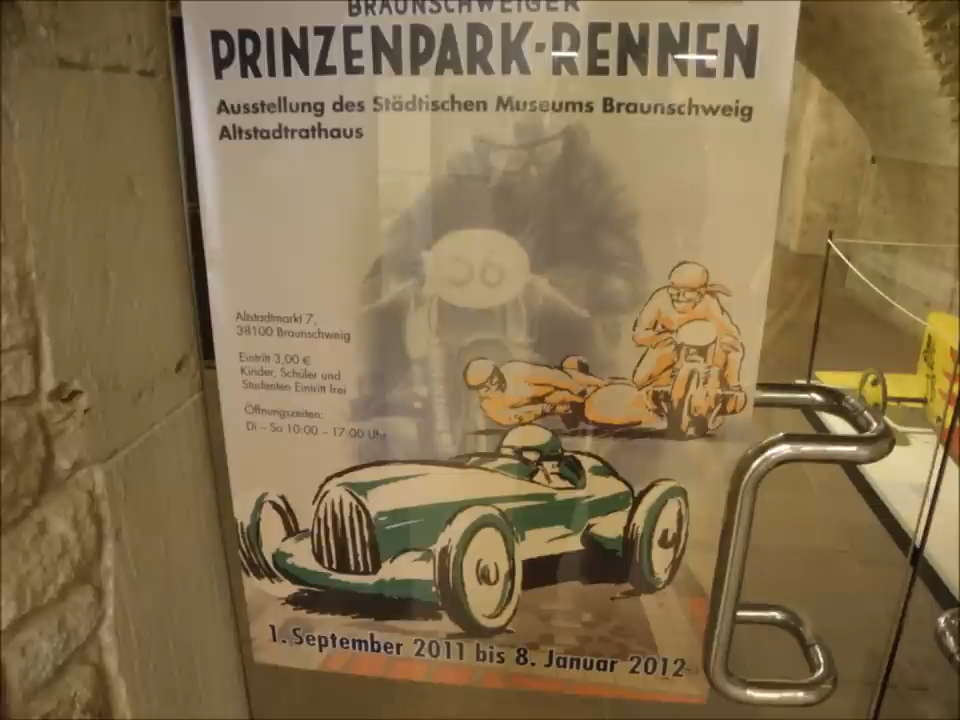 BRAUNSCHWEIGER
PRINZENPARK-RENNEN
Ausstellung des Städtischen Museums Braunschweig
Altstadtrathaus
56
Altstadtmarkt 7,
38100 Braunschweig
Eintritt 3,00 €
Kinder, Schüler und
Studenten Eintritt frei
Öffnungszeiten:
Di – So 10:00 – 17:00 Uhr
1. September 2011 bis 8. Januar 2012